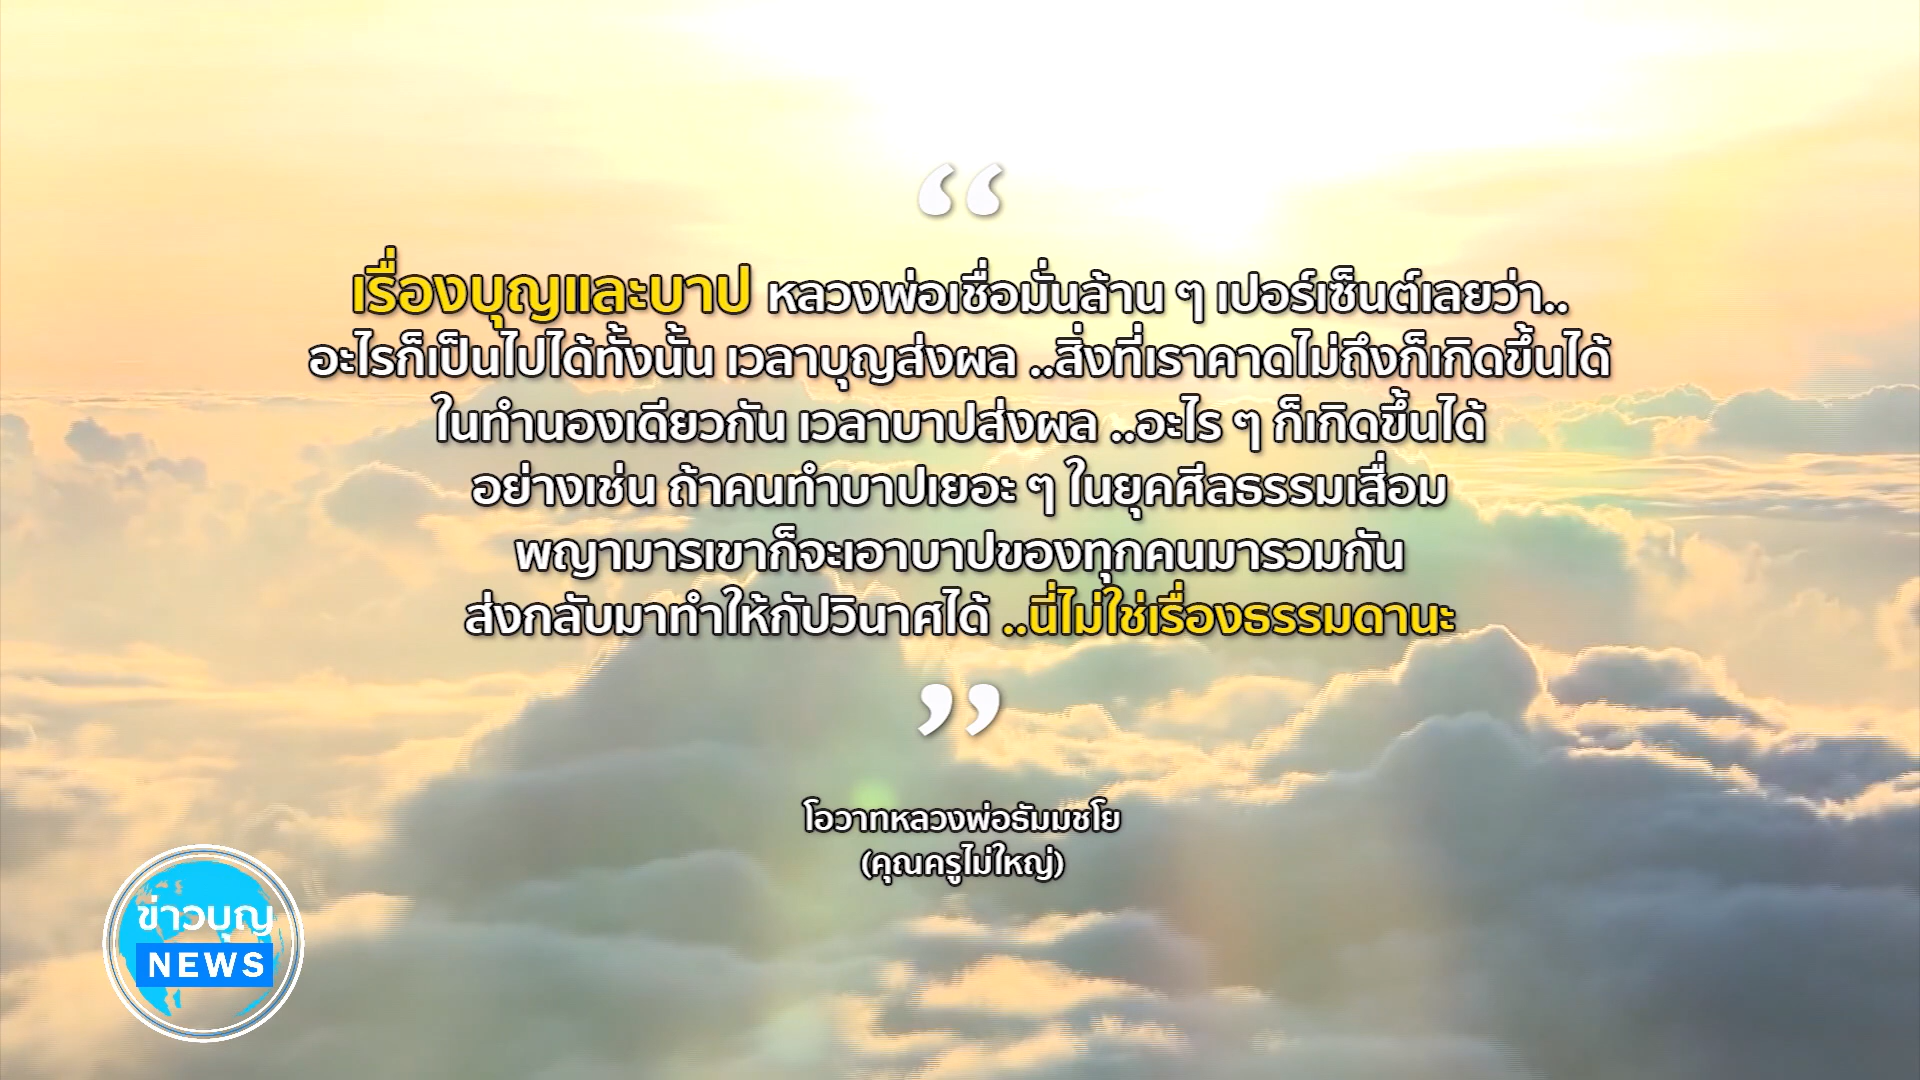 “
เรื่องบุญและบาป หลวงพ่อเชื่อมั่นล้าน ๆ เปอร์เซ็นต์เลยว่า..
อะไรก็เป็นไปได้ทั้งนั้น เวลาบุญส่งผล ..สิ่งที่เราคาดไม่ถึงก็เกิดขึ้นได้
ในทำนองเดียวกัน เวลาบาปส่งผล ..อะไร ๆ ก็เกิดขึ้นได้
อย่างเช่น ถ้าคนทำบาปเยอะ ๆ ในยุคศีลธรรมเสื่อม
พญามารเขาก็จะเอาบาปของทุกคนมารวมกัน
ส่งกลับมาทำให้กัปวินาศได้ ..นี่ไม่ใช่เรื่องธรรมดานะ
”
โอวาทหลวงพ่อธัมมชโย
(คุณครูไม่ใหญ่)
ข่าวบุญ
NEWS